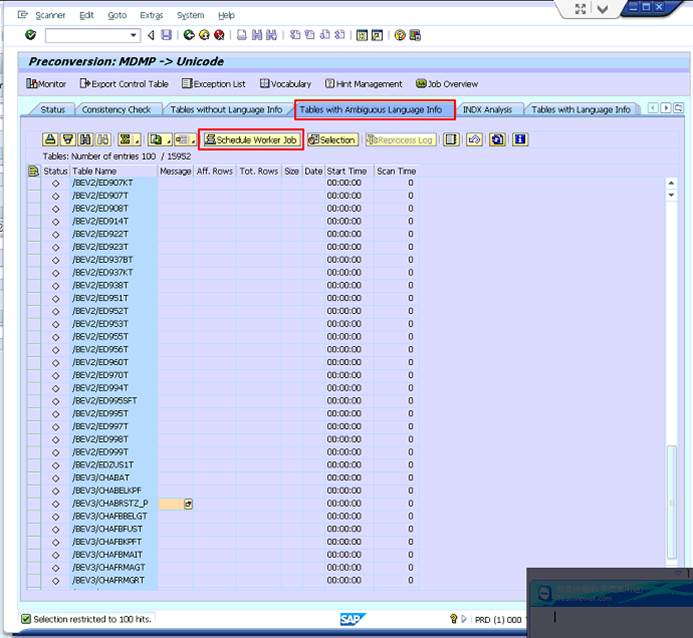 Scanner Edit Goto Extras System Help
Preconversion: MDMP -> Unicode
Monitor Export Control Table Exception List Vocabulary Hint Management Job Overview
Status Consistency Check Tables without Language Info Tables with Ambiguous Language Info INDX Analysis Tables with Language Info
Schedule Worker Job Selection Reprocess Log
Tables: Number of entries 100 / 15952
Status Table Name Message Aff. Rows Tot. Rows Size Date Start Time Scan Time
/BEV2/ED907KT 00:00:00 0
/BEV2/ED907T 00:00:00 0
/BEV2/ED908T 00:00:00 0
/BEV2/ED914T 00:00:00 0
/BEV2/ED922T 00:00:00 0
/BEV2/ED923T 00:00:00 0
/BEV2/ED937BT 00:00:00 0
/BEV2/ED937KT 00:00:00 0
/BEV2/ED938T 00:00:00 0
/BEV2/ED951T 00:00:00 0
/BEV2/ED952T 00:00:00 0
/BEV2/ED953T 00:00:00 0
/BEV2/ED955T 00:00:00 0
/BEV2/ED956T 00:00:00 0
/BEV2/ED960T 00:00:00 0
/BEV2/ED970T 00:00:00 0
/BEV2/ED994T 00:00:00 0
/BEV2/ED995SFT 00:00:00 0
/BEV2/ED995T 00:00:00 0
/BEV2/ED997T 00:00:00 0
/BEV2/ED998T 00:00:00 0
/BEV2/ED999T 00:00:00 0
/BEV2/EDZUS1T 00:00:00 0
/BEV3/CHABAT 00:00:00 0
/BEV3/CHABELKPF 00:00:00 0
/BEV3/CHABRSTZ_P 00:00:00 0
/BEV3/CHAFBBELGT 00:00:00 0
/BEV3/CHAFBFUST 00:00:00 0
/BEV3/CHAFBKPFT 00:00:00 0
/BEV3/CHAFBMAIT 00:00:00 0
/BEV3/CHAFRMAGT 00:00:00 0
/BEV3/CHAFRMGRT 00:00:00 0
Selection restricted to 100 hits. SAP PRD (1) 000